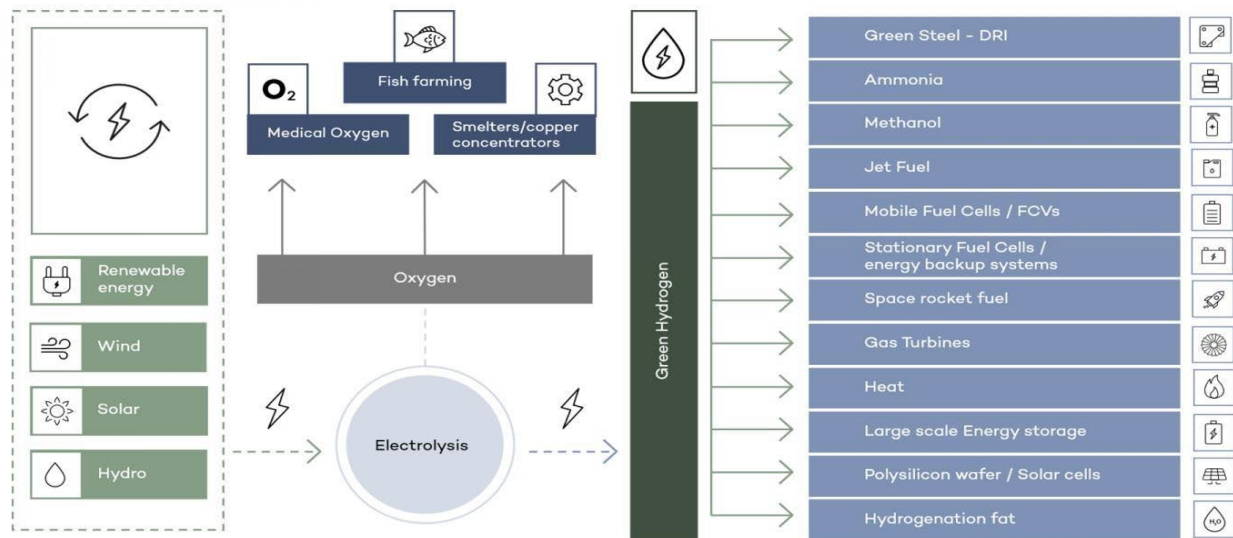 Renewable
energy
Wind
Solar
Hydro
O₂
Medical Oxygen
Fish farming
Smelters/copper
concentrators
Oxygen
Electrolysis
Green Hydrogen
Green Steel - DRI
Ammonia
Methanol
Jet Fuel
Mobile Fuel Cells / FCVs
Stationary Fuel Cells /
energy backup systems
Space rocket fuel
Gas Turbines
Heat
Large scale Energy storage
Polysilicon wafer / Solar cells
Hydrogenation fat
H₂O